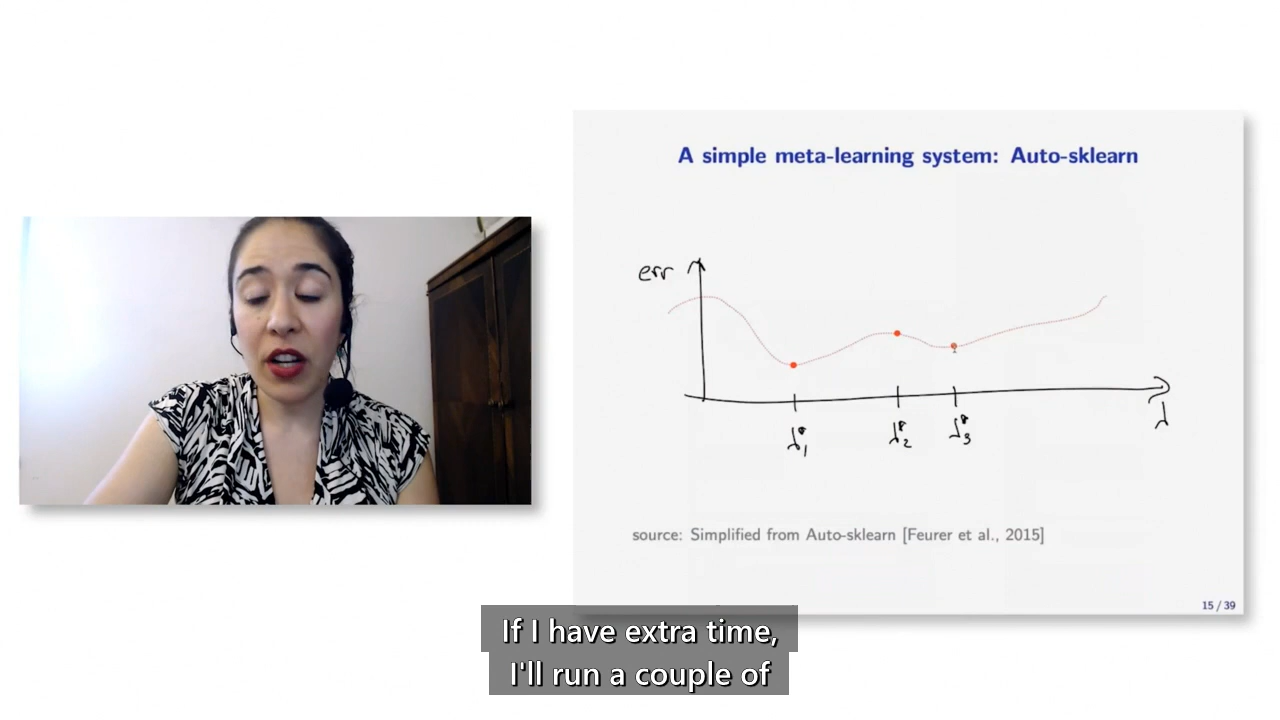 A simple meta-learning system: Auto-sklearn
err
λ*1 λ*2 λ*3
λ
source: Simplified from Auto-sklearn [Feurer et al., 2015]
15 / 39
If I have extra time,
I'll run a couple of